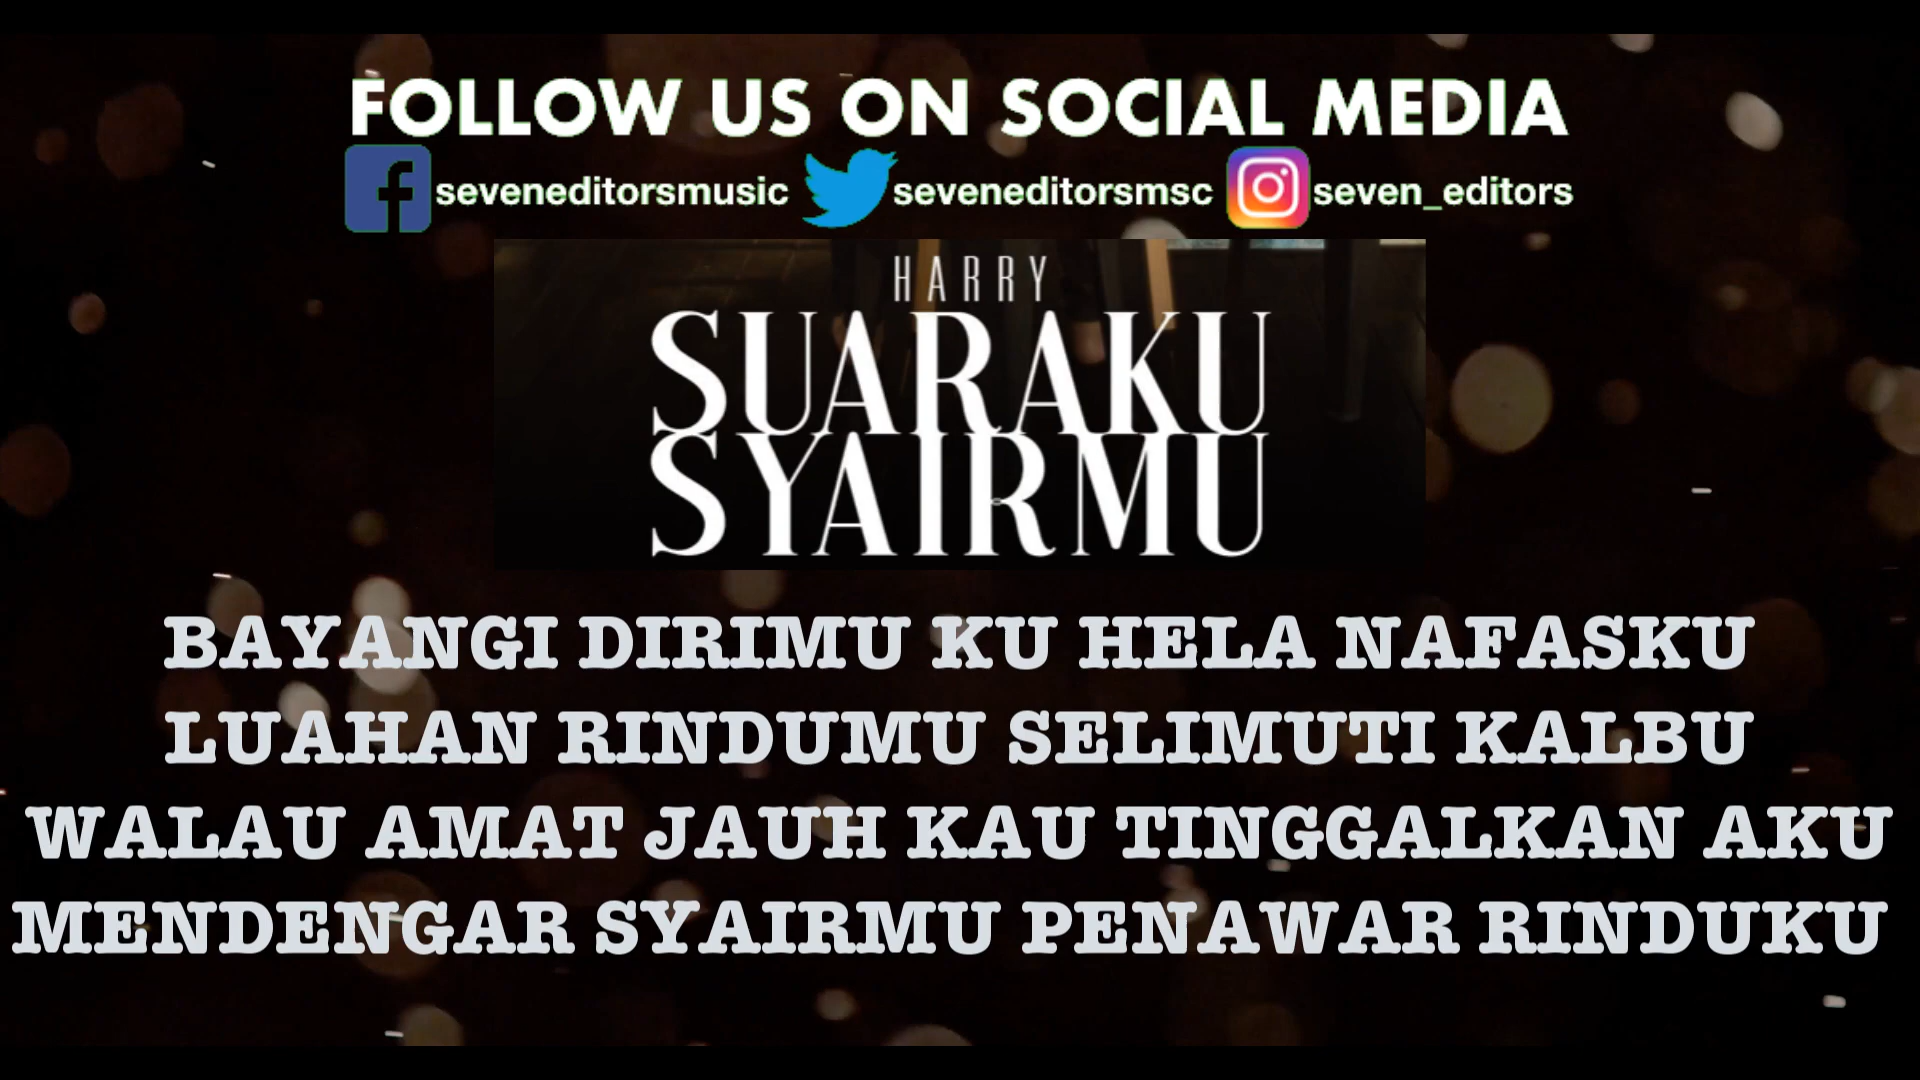 FOLLOW US ON SOCIAL MEDIA
seveneditorsmusic seveneditorsmsc seven_editors
HARRY
SUARAKU
SYAIRMU
BAYANGI DIRIMU KU HELA NAFASKU
LUAHAN RINDUMU SELIMUTI KALBU
WALAU AMAT JAUH KAU TINGGALKAN AKU
MENDENGAR SYAIRMU PENAWAR RINDUKU